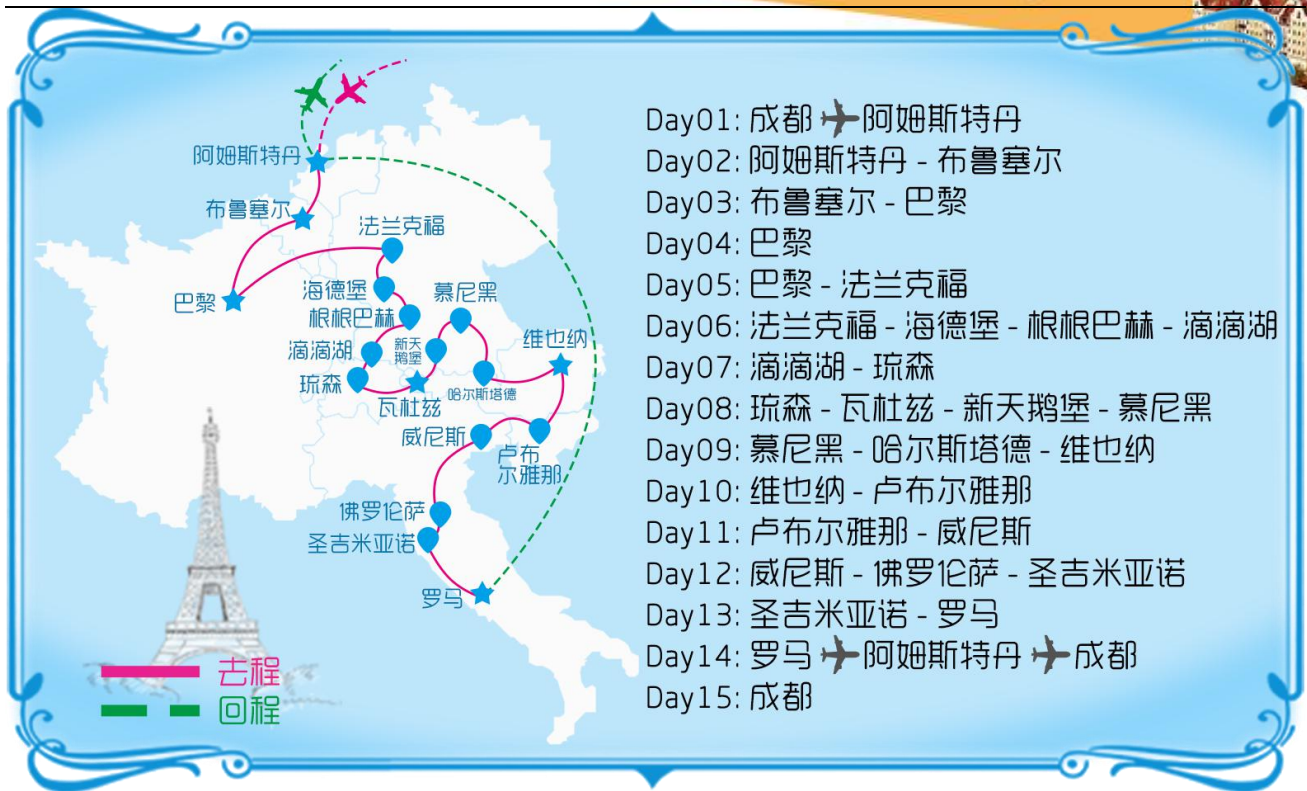 阿姆斯特丹
布鲁塞尔
法兰克福
巴黎
海德堡
慕尼黑
根根巴赫
滴滴湖
新天
鹅堡
维也纳
琉森
瓦杜兹
哈尔斯塔德
威尼斯
卢布
尔雅那
佛罗伦萨
圣吉米亚诺
罗马
去程
回程
Day01: 成都 阿姆斯特丹
Day02: 阿姆斯特丹 - 布鲁塞尔
Day03: 布鲁塞尔 - 巴黎
Day04: 巴黎
Day05: 巴黎 - 法兰克福
Day06: 法兰克福 - 海德堡 - 根根巴赫 - 滴滴湖
Day07: 滴滴湖 - 琉森
Day08: 琉森 - 瓦杜兹 - 新天鹅堡 - 慕尼黑
Day09: 慕尼黑 - 哈尔斯塔德 - 维也纳
Day10: 维也纳 - 卢布尔雅那
Day11: 卢布尔雅那 - 威尼斯
Day12: 威尼斯 - 佛罗伦萨 - 圣吉米亚诺
Day13: 圣吉米亚诺 - 罗马
Day14: 罗马 阿姆斯特丹 成都
Day15: 成都